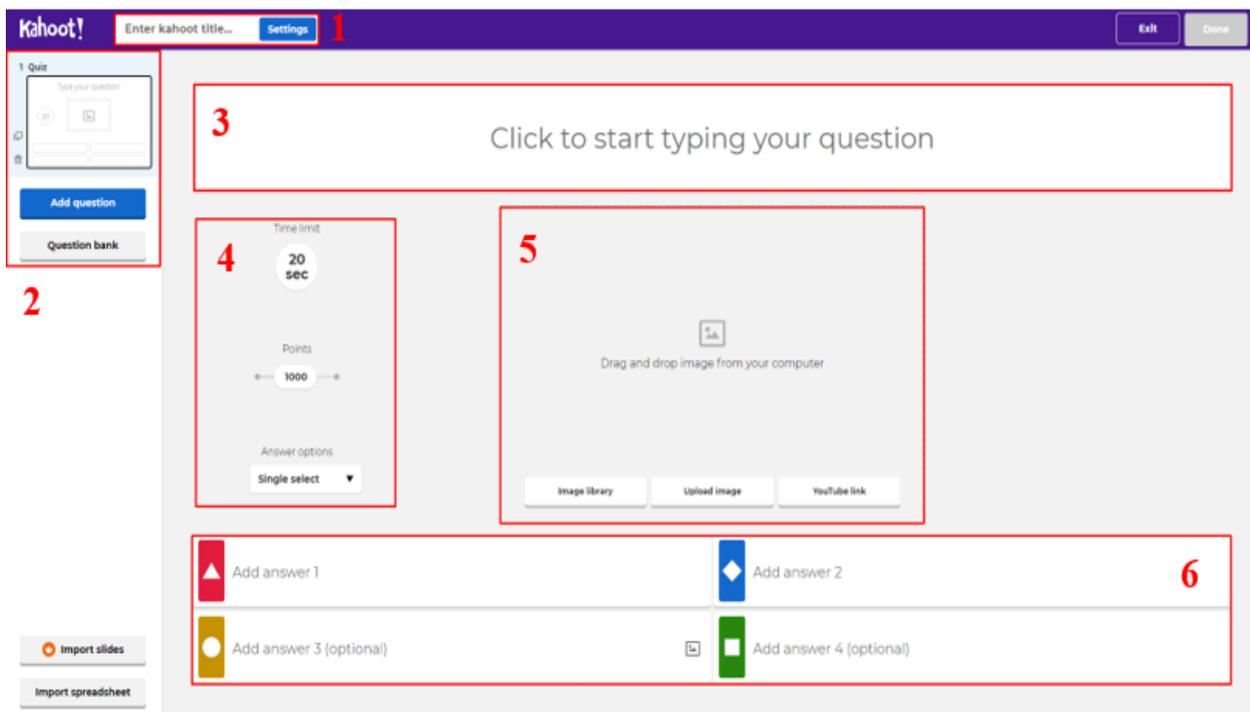 Kahoot! Enter kahoot title... Settings 1 Exit Done
1 Quiz
Type your question
20
Add question
Question bank
2
3
Click to start typing your question
4
Time limit
20
sec
Points
1000
Answer options
Single select
5
Drag and drop image from your computer
Image library Upload image YouTube link
6
Add answer 1 Add answer 2
Add answer 3 (optional) Add answer 4 (optional)
Import slides
Import spreadsheet